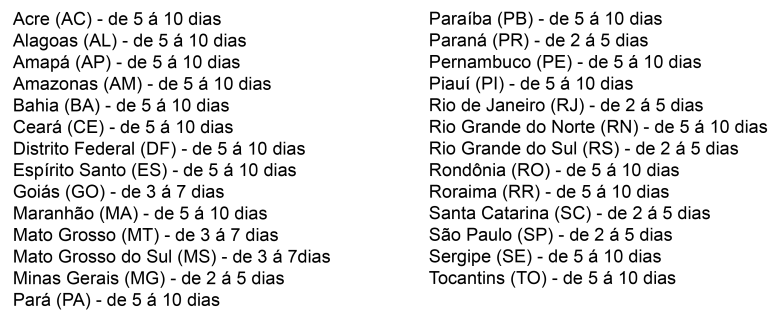 Acre (AC) - de 5 á 10 dias
Alagoas (AL) - de 5 á 10 dias
Amapá (AP) - de 5 á 10 dias
Amazonas (AM) - de 5 á 10 dias
Bahia (BA) - de 5 á 10 dias
Ceará (CE) - de 5 á 10 dias
Distrito Federal (DF) - de 5 á 10 dias
Espírito Santo (ES) - de 5 á 10 dias
Goiás (GO) - de 3 á 7 dias
Maranhão (MA) - de 5 á 10 dias
Mato Grosso (MT) - de 3 á 7 dias
Mato Grosso do Sul (MS) - de 3 á 7dias
Minas Gerais (MG) - de 2 á 5 dias
Pará (PA) - de 5 á 10 dias
Paraíba (PB) - de 5 á 10 dias
Paraná (PR) - de 2 á 5 dias
Pernambuco (PE) - de 5 á 10 dias
Piauí (PI) - de 5 á 10 dias
Rio de Janeiro (RJ) - de 2 á 5 dias
Rio Grande do Norte (RN) - de 5 á 10 dias
Rio Grande do Sul (RS) - de 2 á 5 dias
Rondônia (RO) - de 5 á 10 dias
Roraima (RR) - de 5 á 10 dias
Santa Catarina (SC) - de 2 á 5 dias
São Paulo (SP) - de 2 á 5 dias
Sergipe (SE) - de 5 á 10 dias
Tocantins (TO) - de 5 á 10 dias